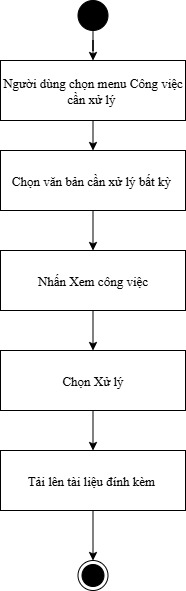 Người dùng chọn menu Công việc
cần xử lý
Chọn văn bản cần xử lý bất kỳ
Nhấn Xem công việc
Chọn Xử lý
Tải lên tài liệu đính kèm